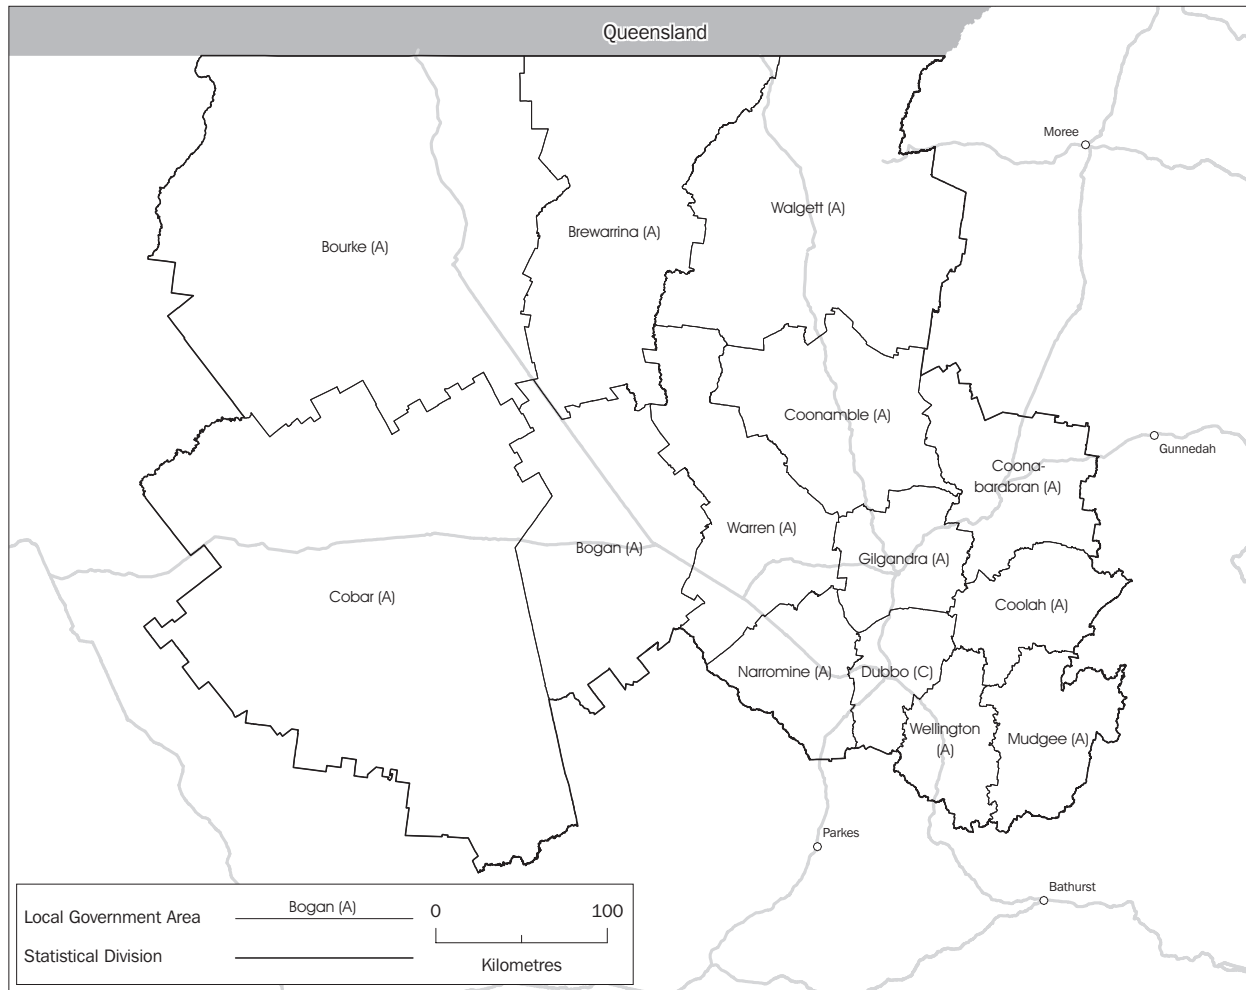 Queensland
Moree
Walgett (A)
Brewarrina (A)
Bourke (A)
Coonamble (A)
Gunnedah
Coona-
barabran (A)
Warren (A)
Bogan (A)
Gilgandra (A)
Cobar (A)
Coolah (A)
Narromine (A)
Dubbo (C)
Wellington
(A)
Mudgee (A)
Parkes
Bathurst
Local Government Area
Bogan (A)
0
100
Statistical Division
Kilometres